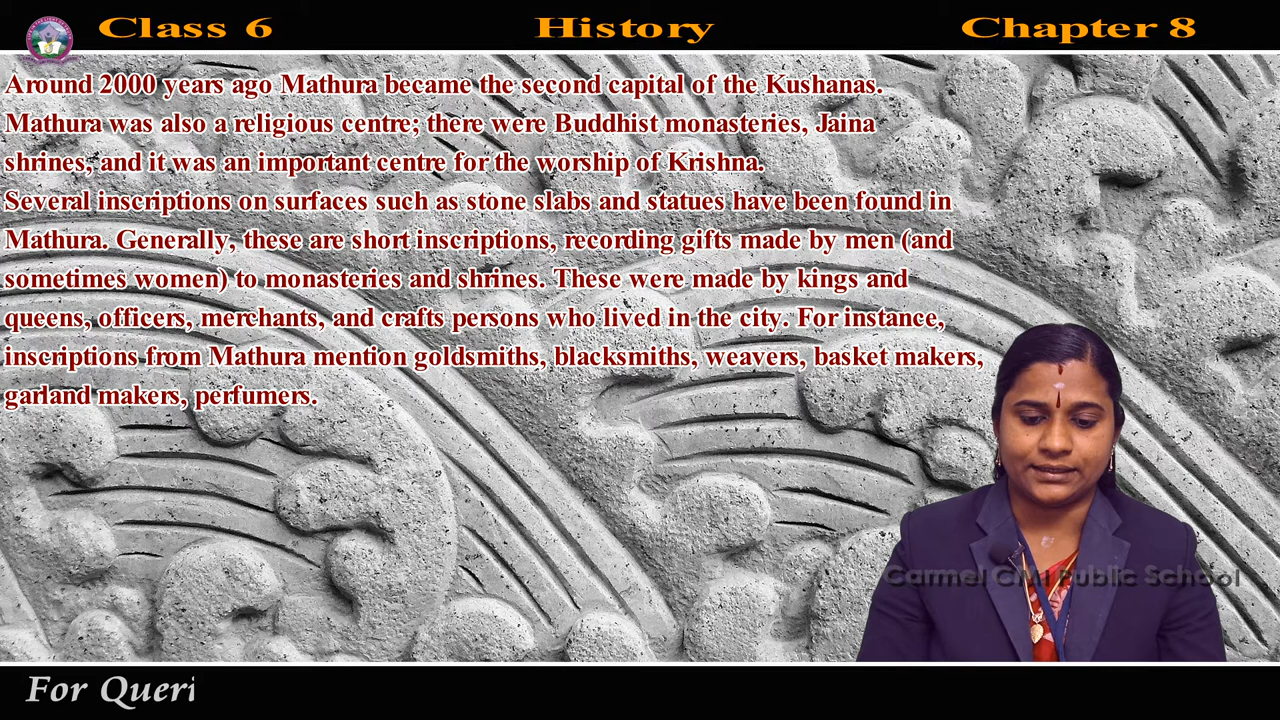 Class 6 History Chapter 8
Around 2000 years ago Mathura became the second capital of the Kushanas.
Mathura was also a religious centre; there were Buddhist monasteries, Jaina
shrines, and it was an important centre for the worship of Krishna.
Several inscriptions on surfaces such as stone slabs and statues have been found in
Mathura. Generally, these are short inscriptions, recording gifts made by men (and
sometimes women) to monasteries and shrines. These were made by kings and
queens, officers, merchants, and crafts persons who lived in the city. For instance,
inscriptions from Mathura mention goldsmiths, blacksmiths, weavers, basket makers,
garland makers, perfumers.
Carmel CMI Public School
For Queri